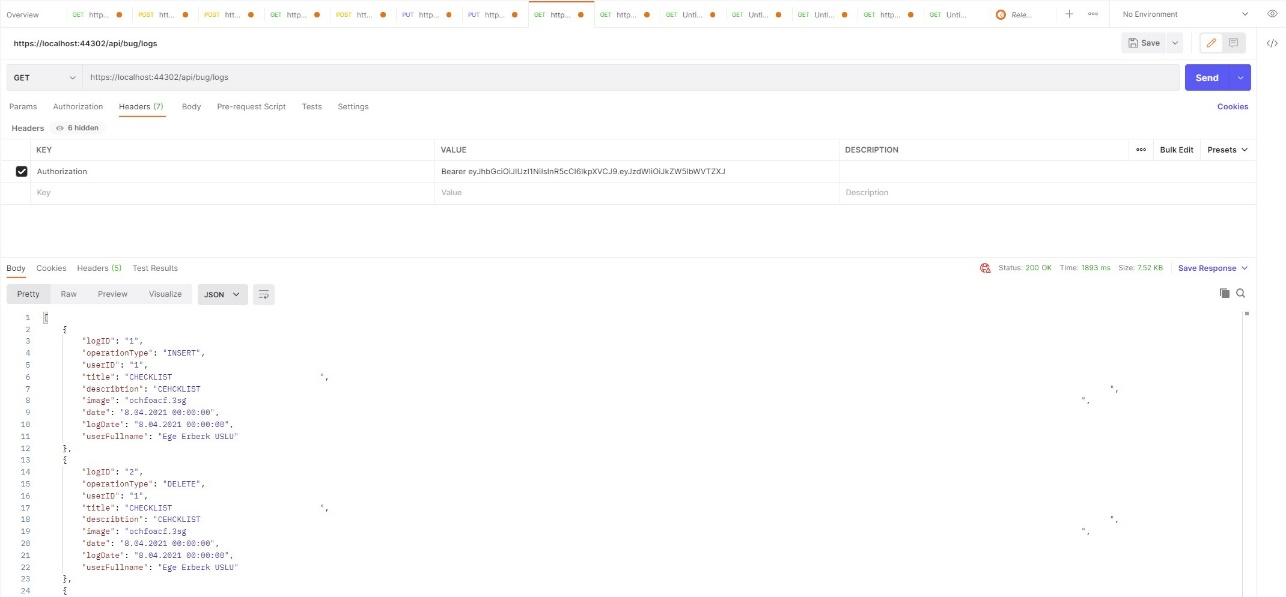 Overview GET http... POST htt... POST htt... GET http... POST htt... PUT http... PUT http... GET http... GET http... GET Unti... GET Unti... GET Unti... GET http... GET Unti... Rele... No Environment
https://localhost:44302/api/bug/logs Save
GET https://localhost:44302/api/bug/logs Send
Params Authorization Headers (7) Body Pre-request Script Tests Settings Cookies
Headers 6 hidden
KEY VALUE DESCRIPTION Bulk Edit Presets
Authorization Bearer
Key Value Description
Body Cookies Headers (5) Test Results Status: 200 OK Time: 1893 ms Size: 7.52 KB Save Response
Pretty Raw Preview Visualize JSON
1 [
2 {
3 "logID": "1",
4 "operationType": "INSERT",
5 "userID": "1",
6 "title": "CHECKLIST ",
7 "describtion": "CEHCKLIST ",
8 "image": "ochfoacf.3sg ",
9 "date": "8.04.2021 00:00:00",
10 "logDate": "8.04.2021 00:00:00",
11 "userFullname": "Ege Erberk USLU"
12 },
13 {
14 "logID": "2",
15 "operationType": "DELETE",
16 "userID": "1",
17 "title": "CHECKLIST ",
18 "describtion": "CEHCKLIST ",
19 "image": "ochfoacf.3sg ",
20 "date": "8.04.2021 00:00:00",
21 "logDate": "8.04.2021 00:00:00",
22 "userFullname": "Ege Erberk USLU"
23 },
24 {